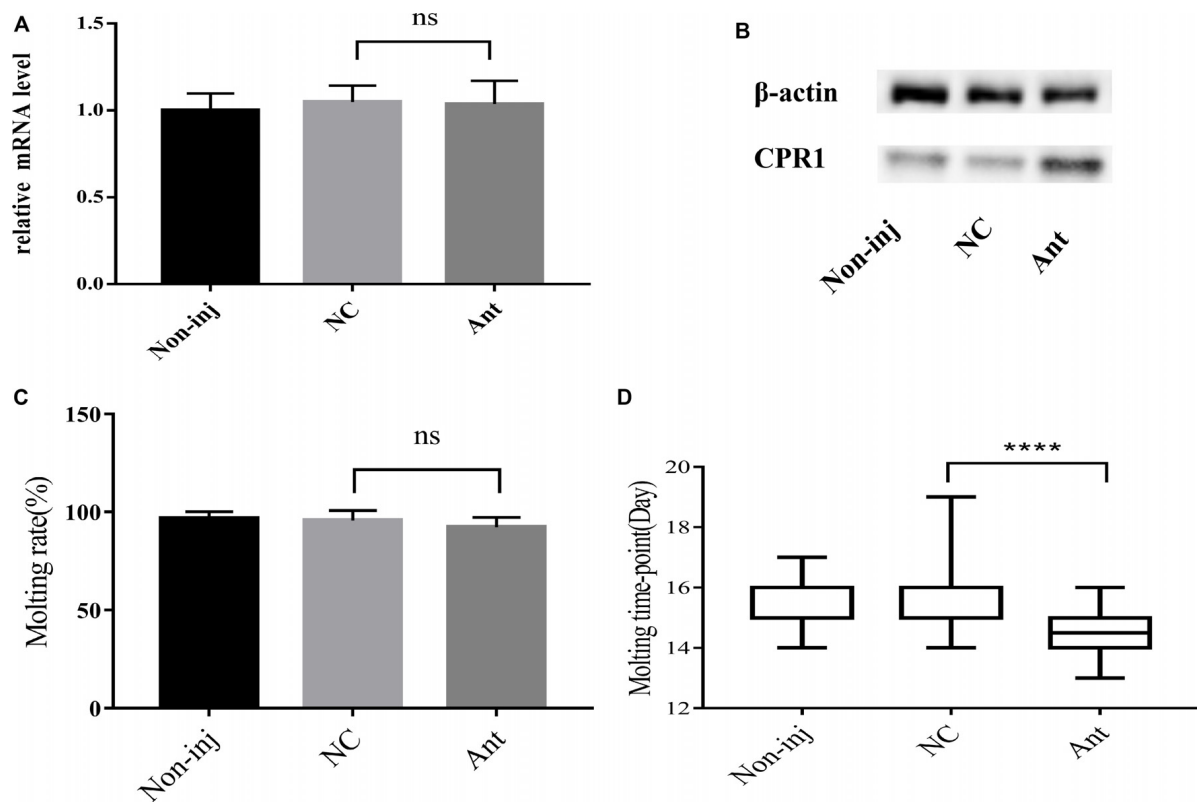 A
relative mRNA level
1.5
1.0
0.5
0.0
ns
Non-inj
NC
Ant
B
β-actin
CPR1
Non-inj
NC
Ant
C
Molting rate(%)
150
100
50
0
ns
Non-inj
NC
Ant
D
Molting time-point(Day)
20
18
16
14
12
****
Non-inj
NC
Ant